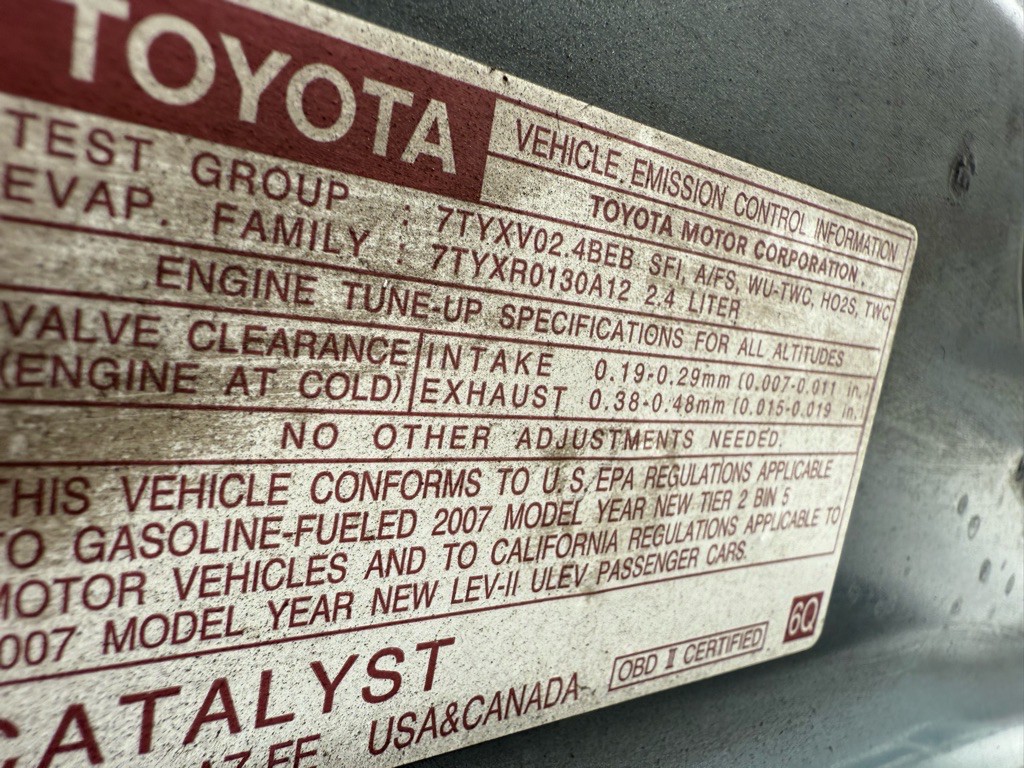 TOYOTA
VEHICLE EMISSION CONTROL INFORMATION
TOYOTA MOTOR CORPORATION
TEST GROUP : 7TYXV02.4BEB SFI, A/FS, WU-TWC, HO2S, TWC
EVAP. FAMILY : 7TYXR0130A12 2.4 LITER
ENGINE TUNE-UP SPECIFICATIONS FOR ALL ALTITUDES
VALVE CLEARANCE INTAKE 0.19-0.29mm (0.007-0.011 in.)
(ENGINE AT COLD) EXHAUST 0.38-0.48mm (0.015-0.019 in.)
NO OTHER ADJUSTMENTS NEEDED.
THIS VEHICLE CONFORMS TO U.S. EPA REGULATIONS APPLICABLE
TO GASOLINE-FUELED 2007 MODEL YEAR NEW TIER 2 BIN 5
MOTOR VEHICLES AND TO CALIFORNIA REGULATIONS APPLICABLE TO
2007 MODEL YEAR NEW LEV-II ULEV PASSENGER CARS.
CATALYST
USA&CANADA
OBD II CERTIFIED
6Q